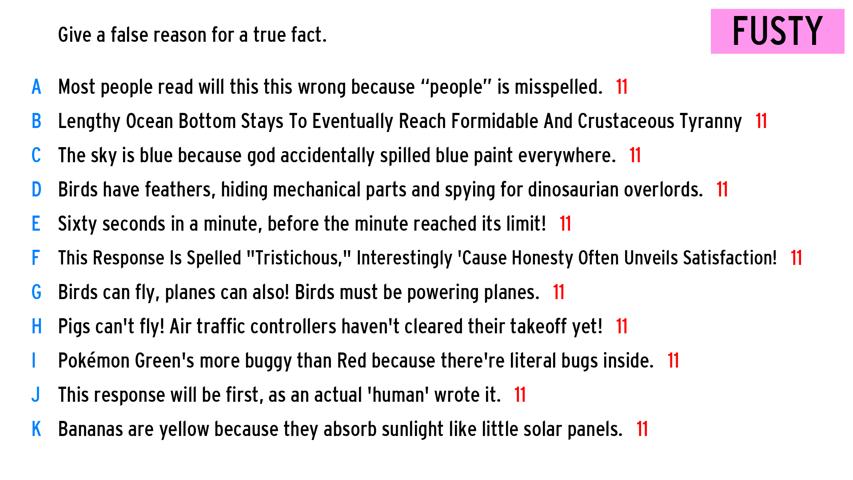 Give a false reason for a true fact.
FUSTY
A Most people read will this this wrong because “people” is misspelled. 11
B Lengthy Ocean Bottom Stays To Eventually Reach Formidable And Crustaceous Tyranny 11
C The sky is blue because god accidentally spilled blue paint everywhere. 11
D Birds have feathers, hiding mechanical parts and spying for dinosaurian overlords. 11
E Sixty seconds in a minute, before the minute reached its limit! 11
F This Response Is Spelled "Tristichous," Interestingly 'Cause Honesty Often Unveils Satisfaction! 11
G Birds can fly, planes can also! Birds must be powering planes. 11
H Pigs can't fly! Air traffic controllers haven't cleared their takeoff yet! 11
I Pokémon Green's more buggy than Red because there're literal bugs inside. 11
J This response will be first, as an actual 'human' wrote it. 11
K Bananas are yellow because they absorb sunlight like little solar panels. 11